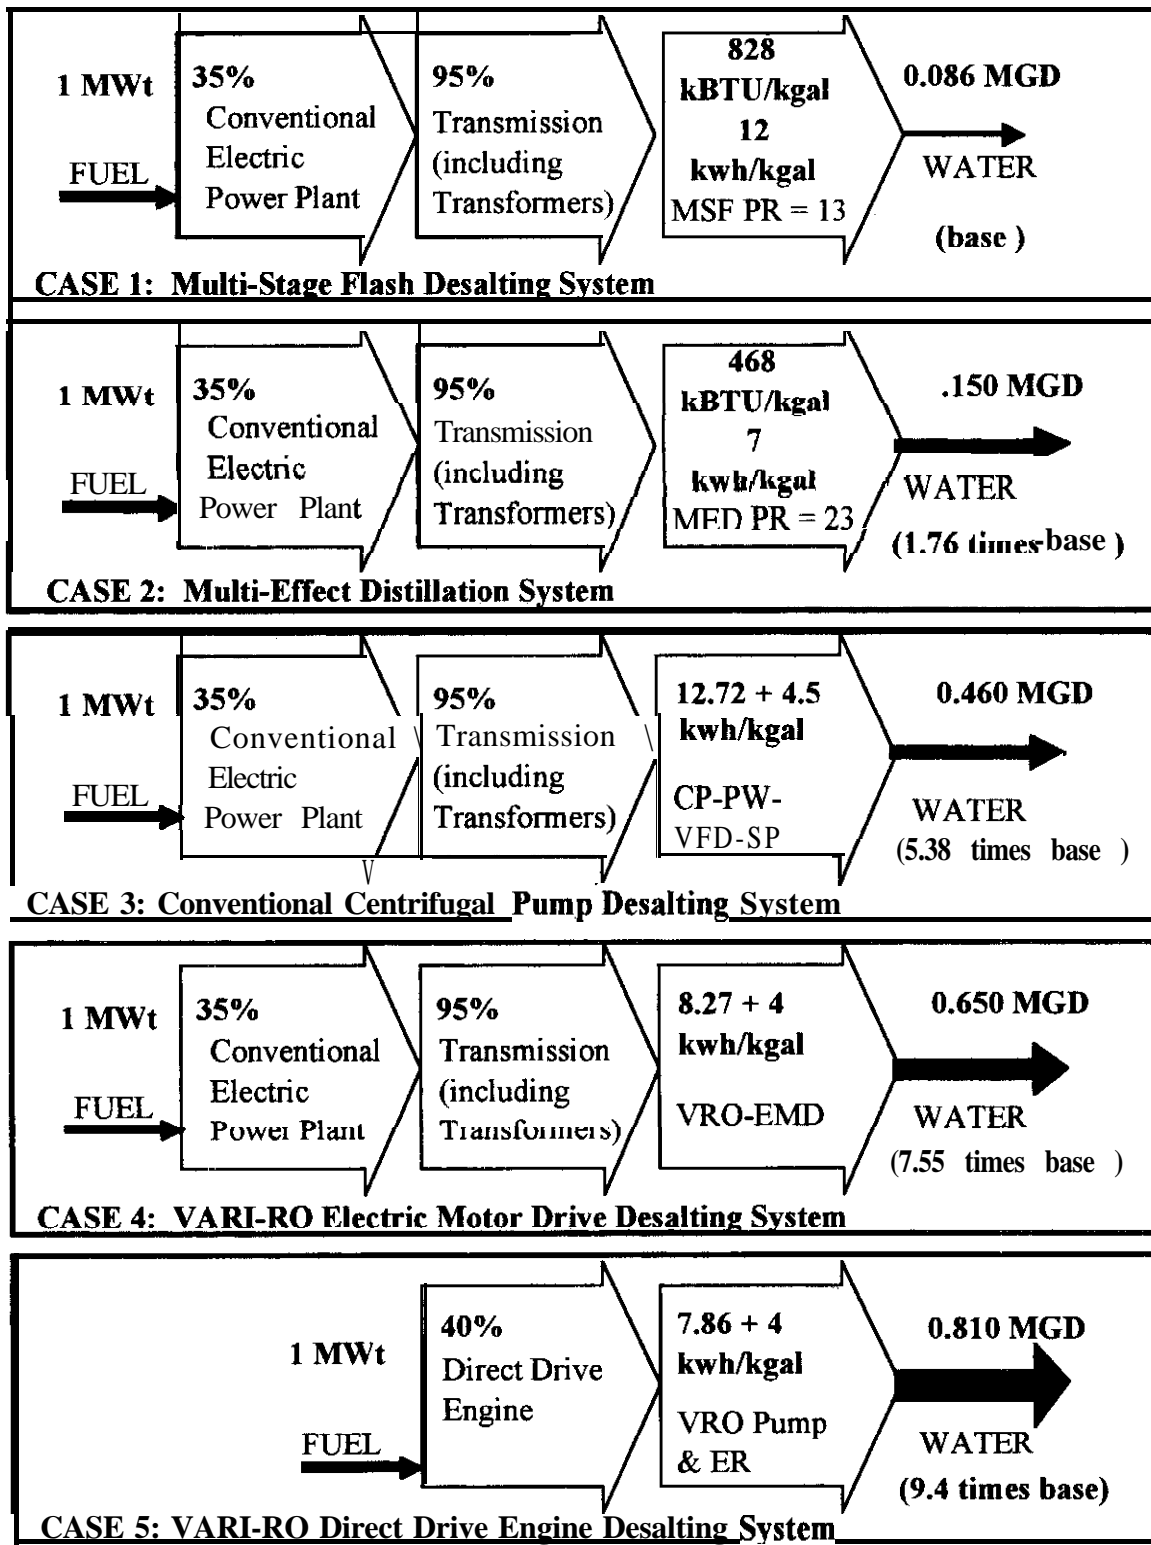 1 MWt
FUEL
35%
Conventional
Electric
Power Plant
95%
Transmission
(including
Transformers)
828
kBTU/kgal
12
kwh/kgal
MSF PR = 13
0.086 MGD
WATER
(base )
CASE 1: Multi-Stage Flash Desalting System
1 MWt
FUEL
35%
Conventional
Electric
Power Plant
95%
Transmission
(including
Transformers)
468
kBTU/kgal
7
kwh/kgal
MED PR = 23
.150 MGD
WATER
(1.76 times-base )
CASE 2: Multi-Effect Distillation System
1 MWt
FUEL
35%
Conventional
Electric
Power Plant
95%
Transmission
(including
Transformers)
12.72 + 4.5
kwh/kgal
CP-PW-
VFD-SP
0.460 MGD
WATER
(5.38 times base )
CASE 3: Conventional Centrifugal Pump Desalting System
1 MWt
FUEL
35%
Conventional
Electric
Power Plant
95%
Transmission
(including
Transformers)
8.27 + 4
kwh/kgal
VRO-EMD
0.650 MGD
WATER
(7.55 times base )
CASE 4: VARI-RO Electric Motor Drive Desalting System
1 MWt
FUEL
40%
Direct Drive
Engine
7.86 + 4
kwh/kgal
VRO Pump
& ER
0.810 MGD
WATER
(9.4 times base)
CASE 5: VARI-RO Direct Drive Engine Desalting System